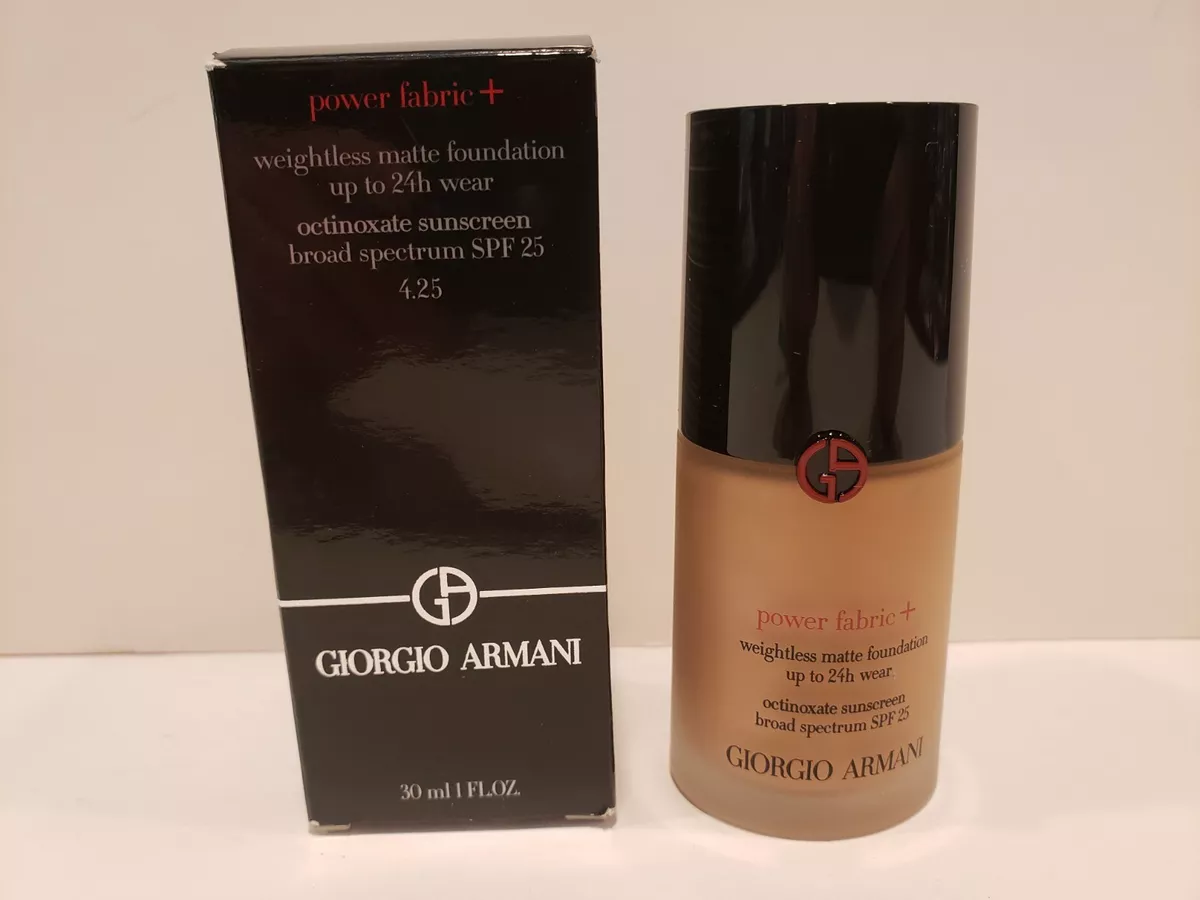 power fabric +
weightless matte foundation
up to 24h wear
octinoxate sunscreen
broad spectrum SPF 25
4.25
GA
GIORGIO ARMANI
30 ml 1 FL.OZ.
GA
power fabric +
weightless matte foundation
up to 24h wear
octinoxate sunscreen
broad spectrum SPF 25
GIORGIO ARMANI